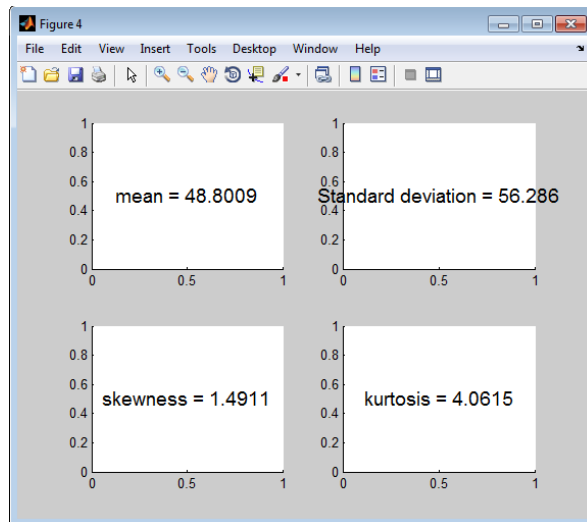 Figure 4
File Edit View Insert Tools Desktop Window Help
1
0.8
0.6
0.4
0.2
0
0 0.5 1
mean = 48.8009
1
0.8
0.6
0.4
0.2
0
0 0.5 1
Standard deviation = 56.286
1
0.8
0.6
0.4
0.2
0
0 0.5 1
skewness = 1.4911
1
0.8
0.6
0.4
0.2
0
0 0.5 1
kurtosis = 4.0615